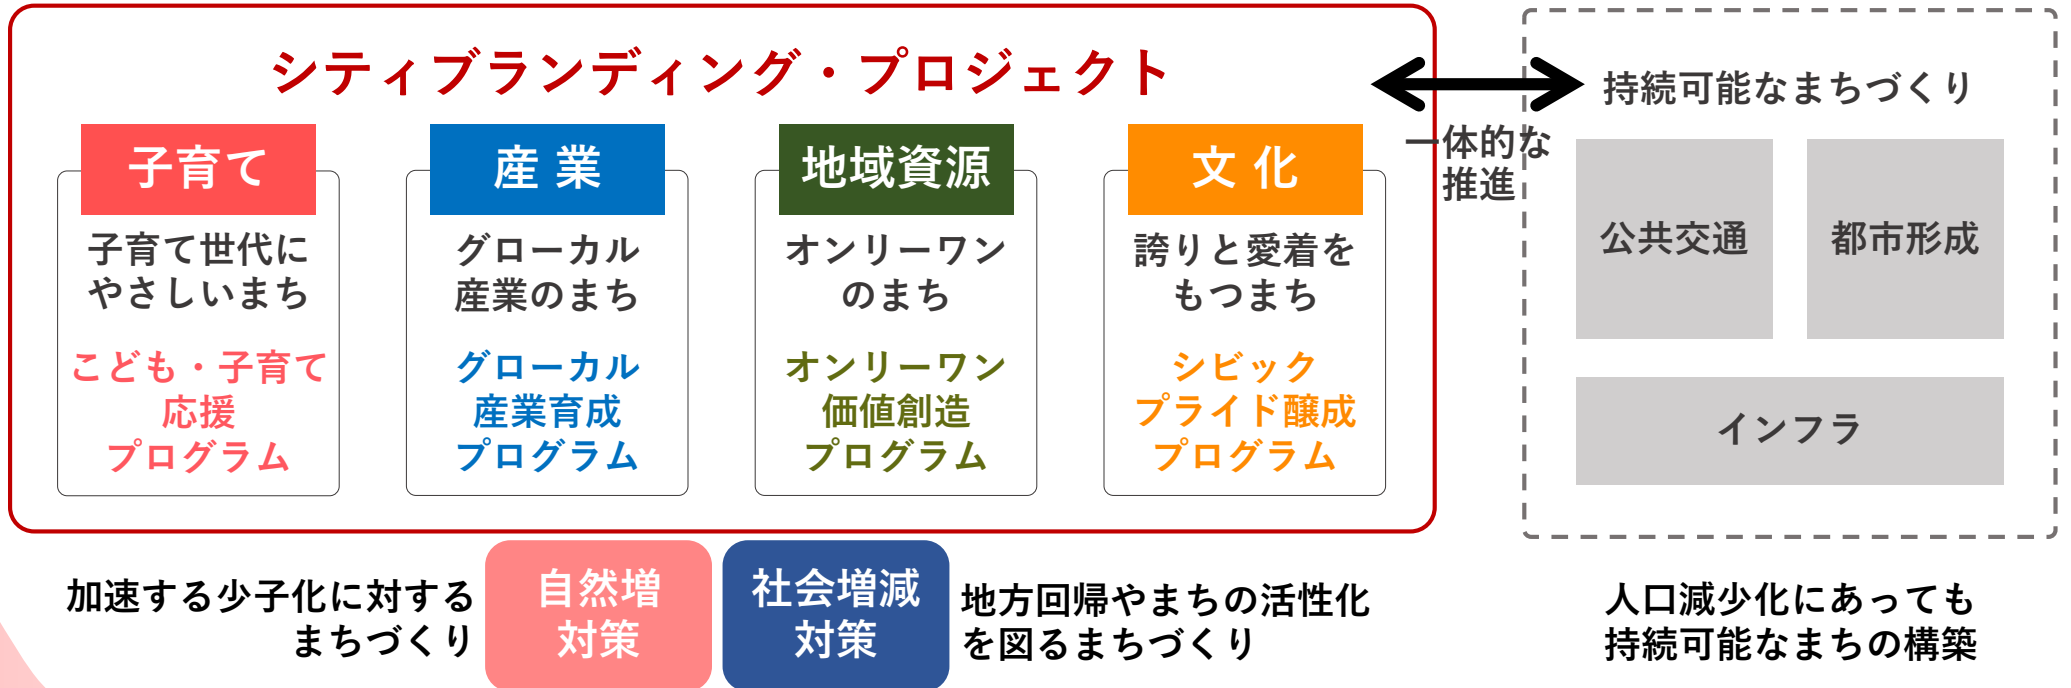 シティブランディング・プロジェクト
子育て
子育て世代に
やさしいまち
こども・子育て
応援
プログラム
産 業
グローカル
産業のまち
グローカル
産業育成
プログラム
地域資源
オンリーワン
のまち
オンリーワン
価値創造
プログラム
文 化
誇りと愛着を
もつまち
シビック
プライド醸成
プログラム
一体的な
推進
持続可能なまちづくり
公共交通
都市形成
インフラ
加速する少子化に対する
まちづくり
自然増
対策
社会増減
対策
地方回帰やまちの活性化
を図るまちづくり
人口減少化にあっても
持続可能なまちの構築